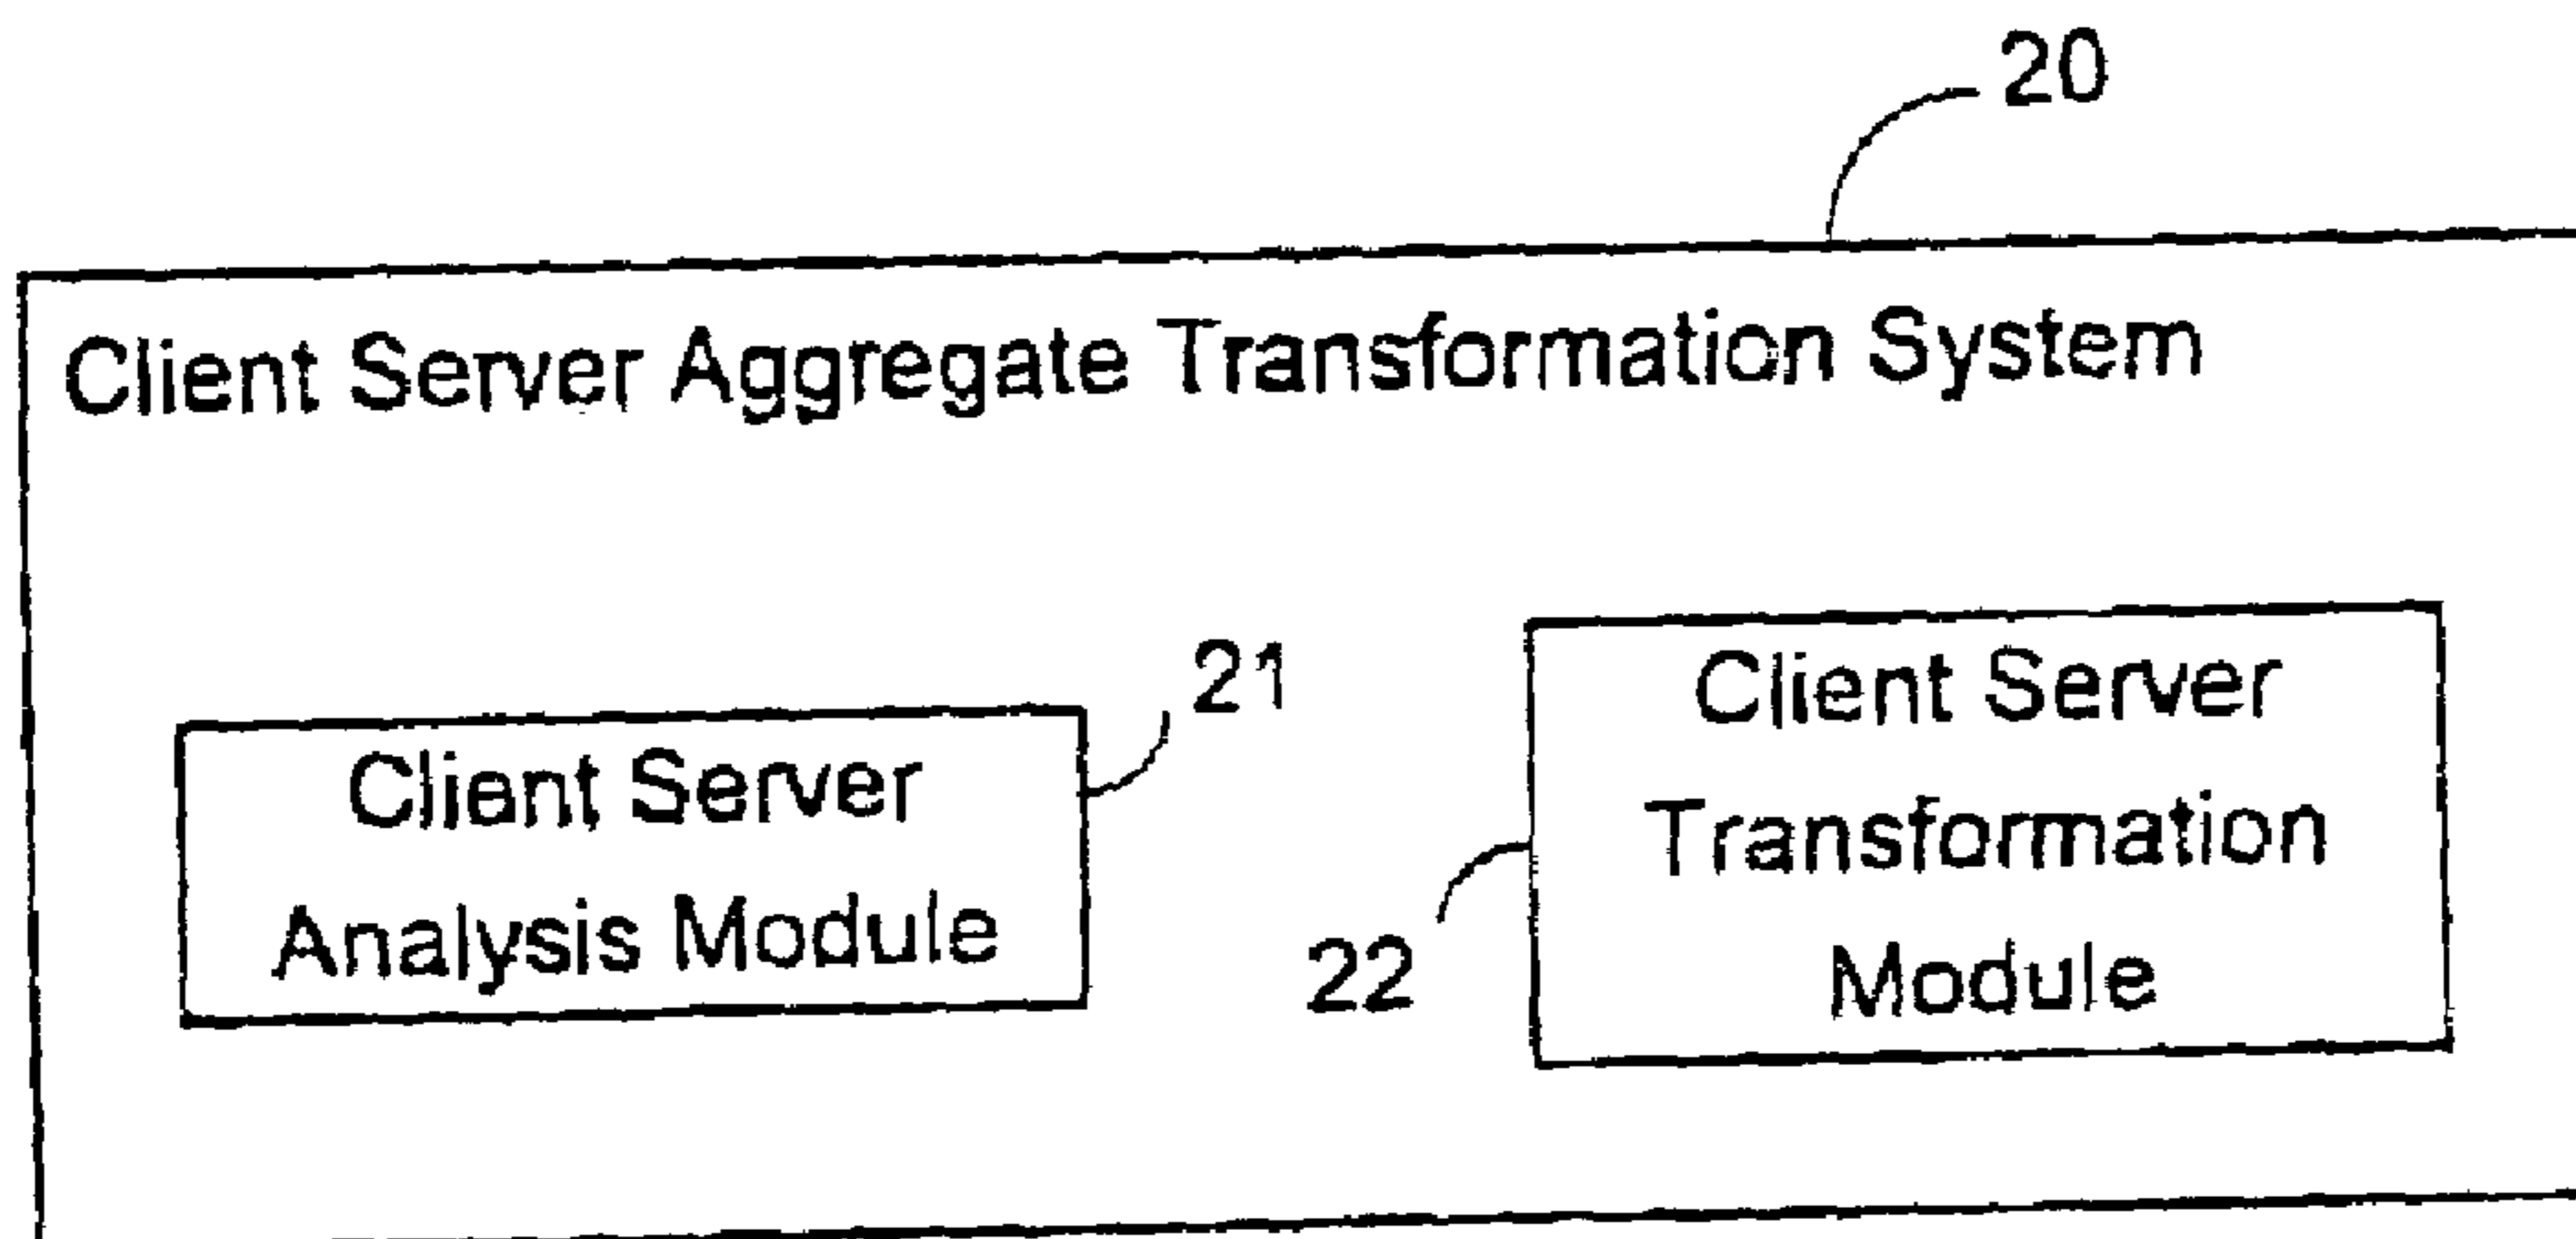 20
Client Server Aggregate Transformation System
21
Client Server
Analysis Module
22
Client Server
Transformation
Module